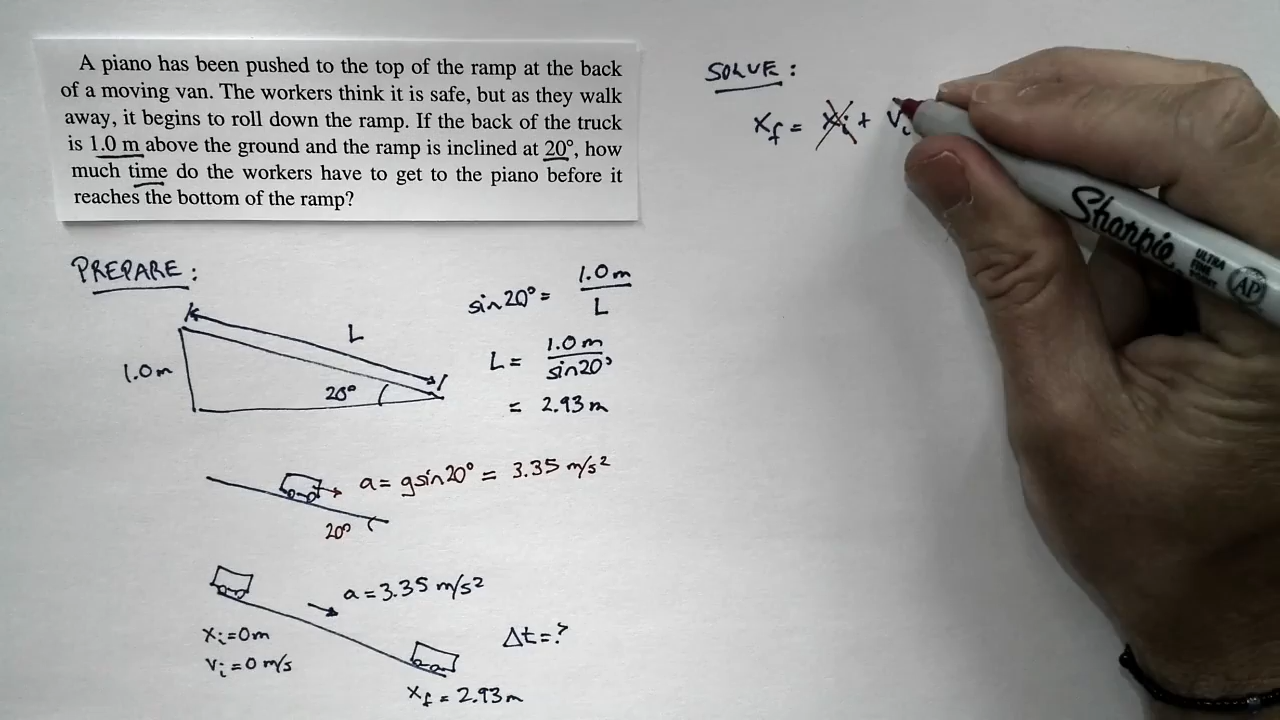 A piano has been pushed to the top of the ramp at the back
of a moving van. The workers think it is safe, but as they walk
away, it begins to roll down the ramp. If the back of the truck
is 1.0 m above the ground and the ramp is inclined at 20°, how
much time do the workers have to get to the piano before it
reaches the bottom of the ramp?
PREPARE:
L
1.0m
20°
sin20° = 1.0m / L
L = 1.0m / sin20°
= 2.93m
a = gsin20° = 3.35 m/s²
20°
a = 3.35 m/s²
xi = 0m
vi = 0 m/s
Δt = ?
xf = 2.93m
SOLVE:
xf = xi + vi
Sharpie
ULTRA
FINE
POINT
AP